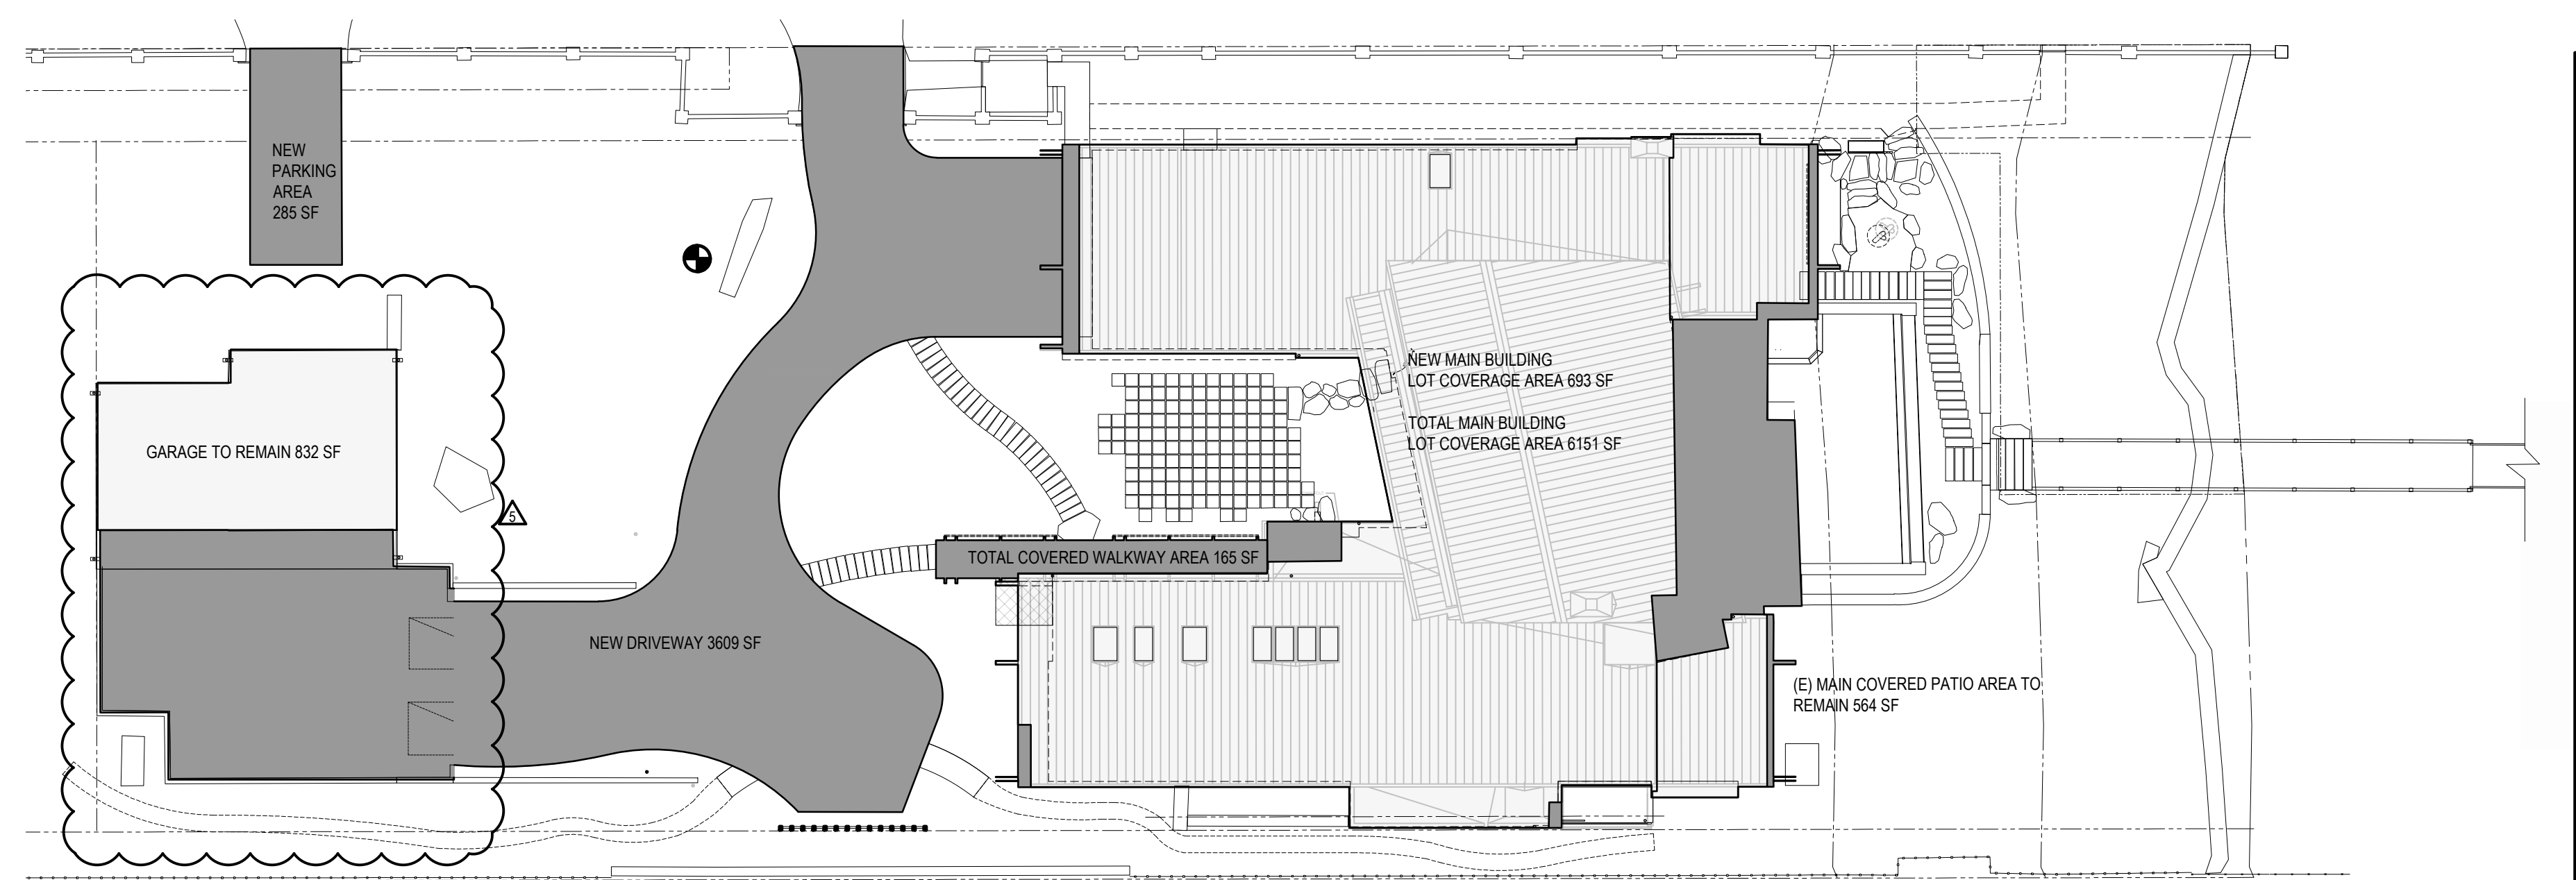 NEW
PARKING
AREA
285 SF
NEW MAIN BUILDING
LOT COVERAGE AREA 693 SF
TOTAL MAIN BUILDING
LOT COVERAGE AREA 6151 SF
GARAGE TO REMAIN 832 SF
5
TOTAL COVERED WALKWAY AREA 165 SF
NEW DRIVEWAY 3609 SF
(E) MAIN COVERED PATIO AREA TO
REMAIN 564 SF